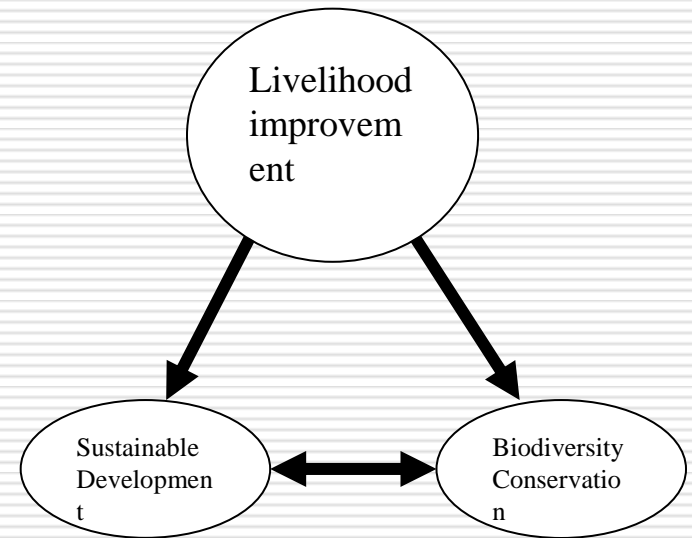 Livelihood
improvem
ent
Sustainable
Developmen
t
Biodiversity
Conservatio
n